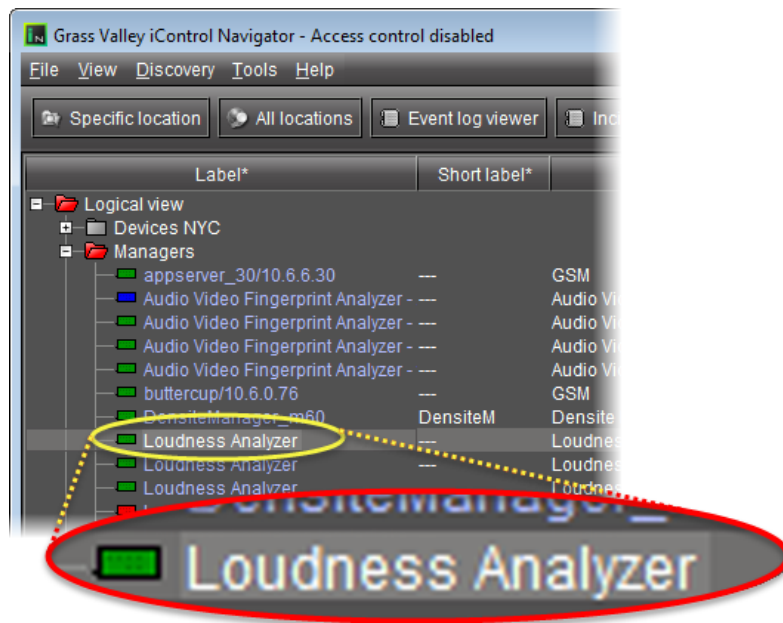 Grass Valley iControl Navigator - Access control disabled
File View Discovery Tools Help
Specific location All locations Event log viewer Inci
Label* Short label*
Logical view
Devices NYC
Managers
appserver_30/10.6.6.30 --- GSM
Audio Video Fingerprint Analyzer - --- Audio Vi
Audio Video Fingerprint Analyzer - --- Audio Vi
Audio Video Fingerprint Analyzer - --- Audio Vi
Audio Video Fingerprint Analyzer - --- Audio Vi
buttercup/10.6.0.76 --- GSM
DensiteManager_m60 DensiteM Densite
Loudness Analyzer --- Loudnes
Loudness Analyzer --- Loudnes
Loudness Analyzer Loudnes
DensiteManager_
Loudness Analyzer